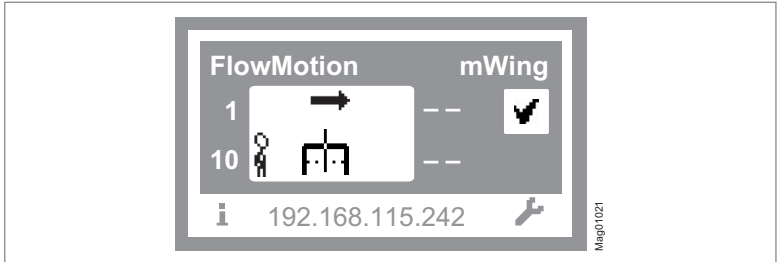 FlowMotion mWing
1 – –
10 – –
i 192.168.115.242
Mag01021